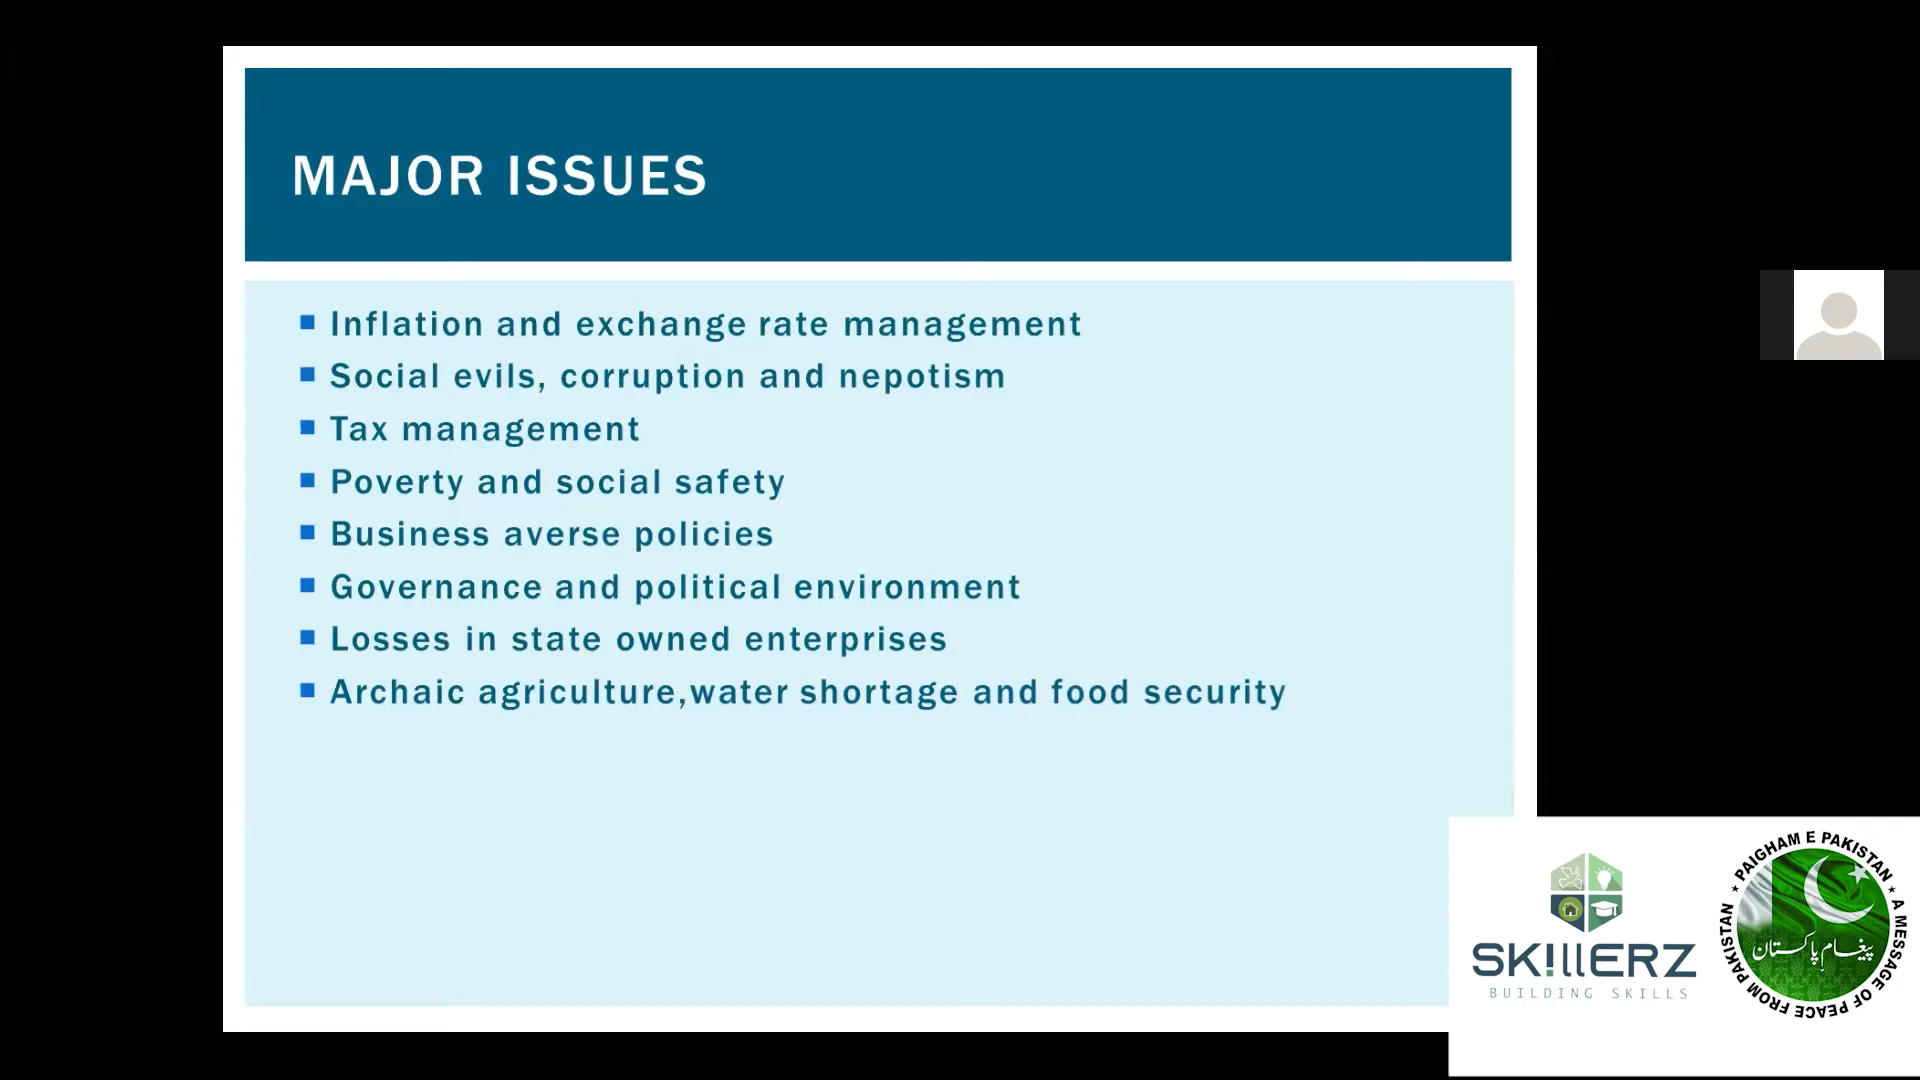 MAJOR ISSUES
Inflation and exchange rate management
Social evils, corruption and nepotism
Tax management
Poverty and social safety
Business averse policies
Governance and political environment
Losses in state owned enterprises
Archaic agriculture,water shortage and food security
SK!llERZ
BUILDING SKILLS
PAIGHAM E PAKISTAN
A MESSAGE OF PEACE FROM PAKISTAN
پیغامِ پاکستان